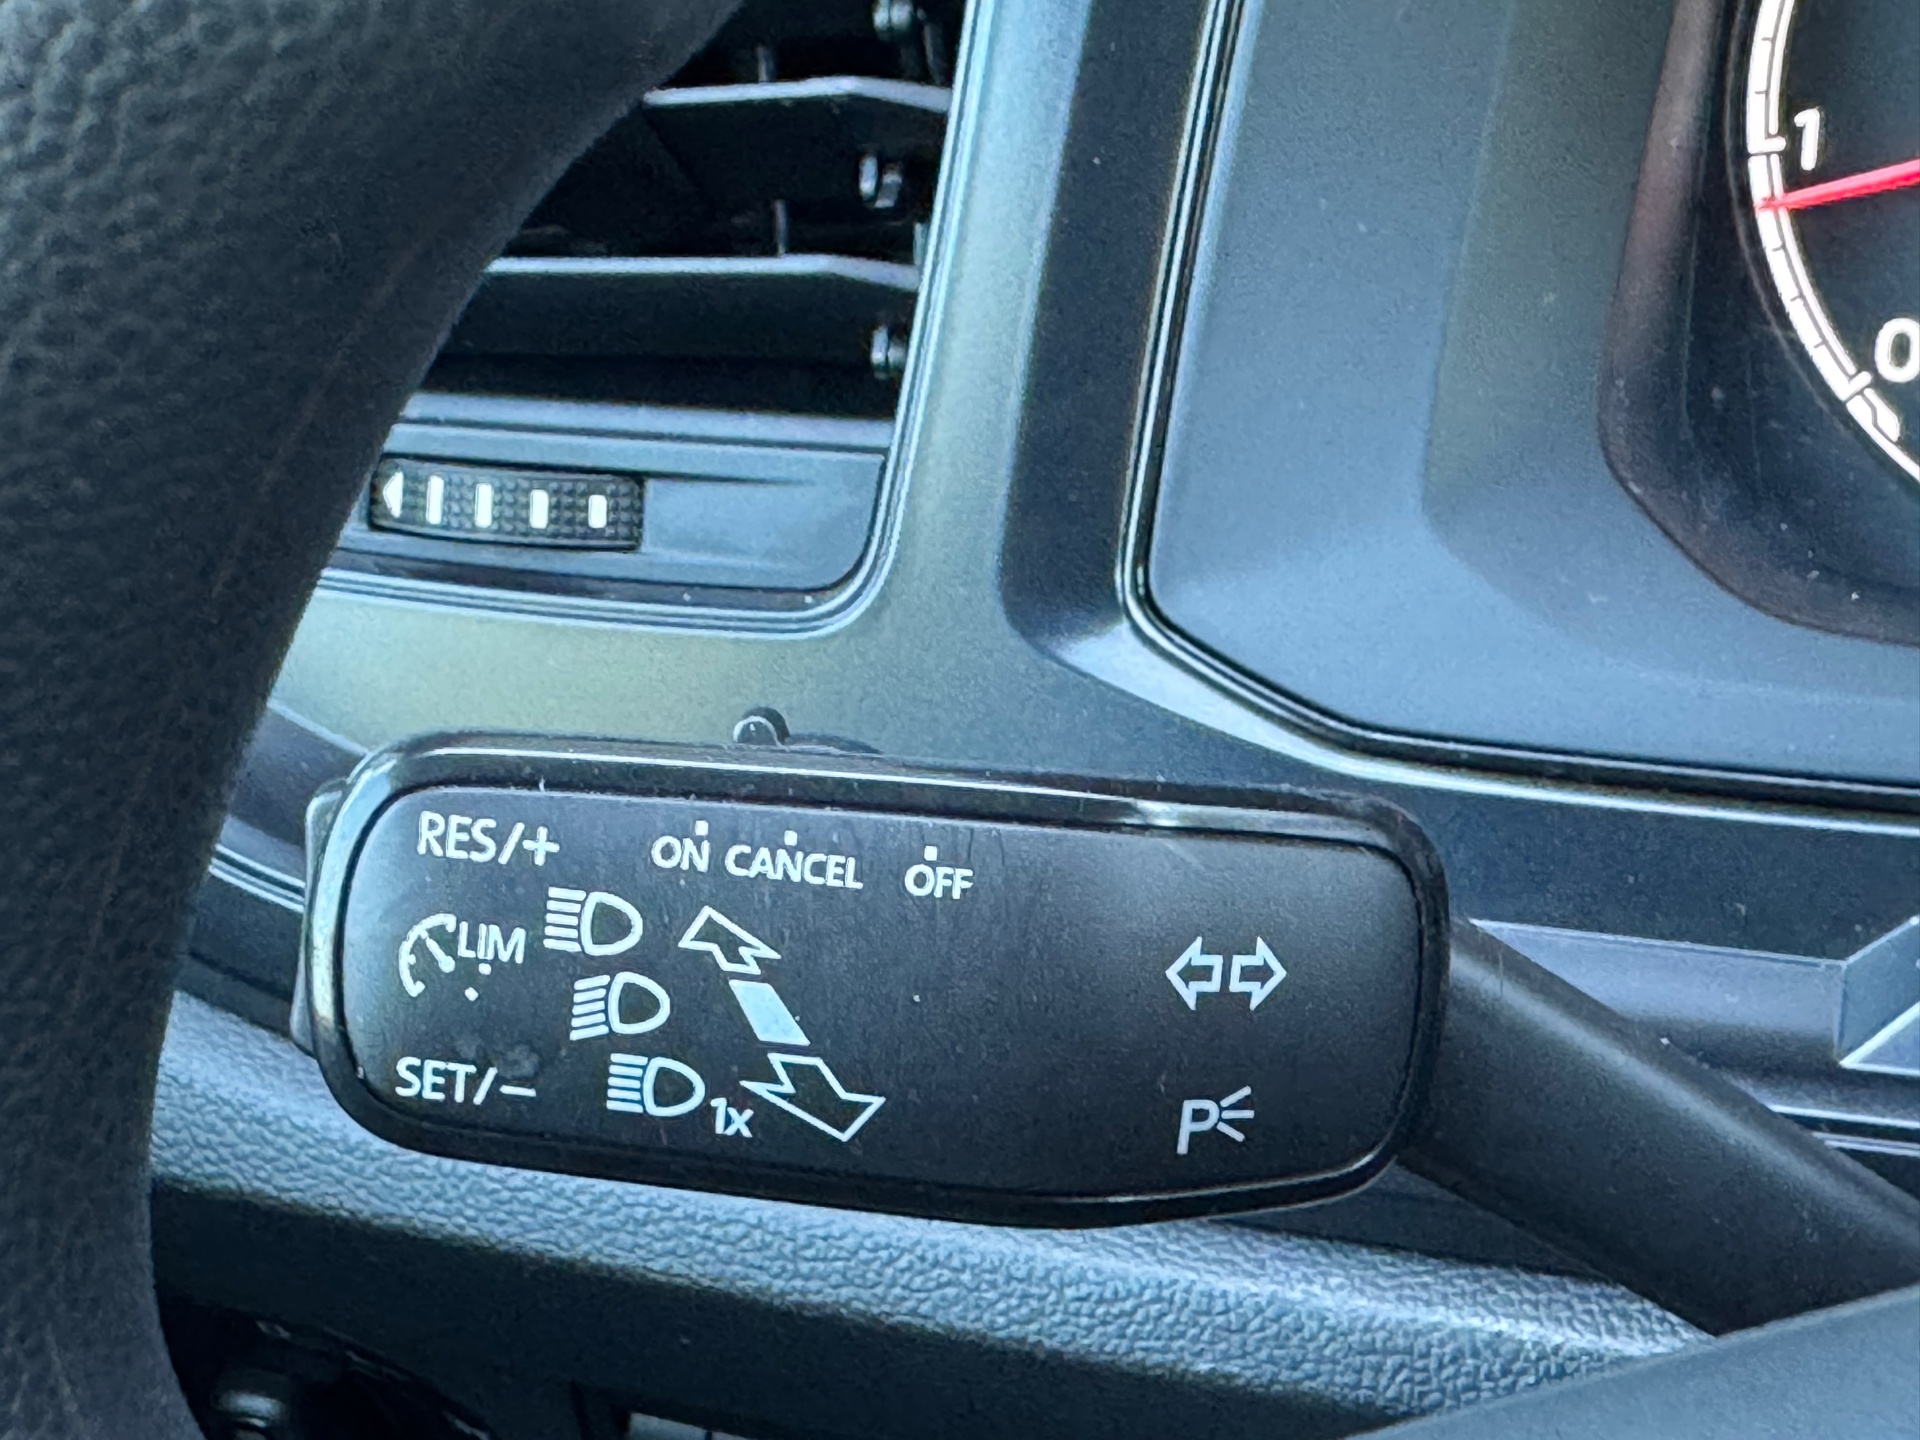 1
0
RES/+
ON CANCEL OFF
LIM
SET/−
1x
P